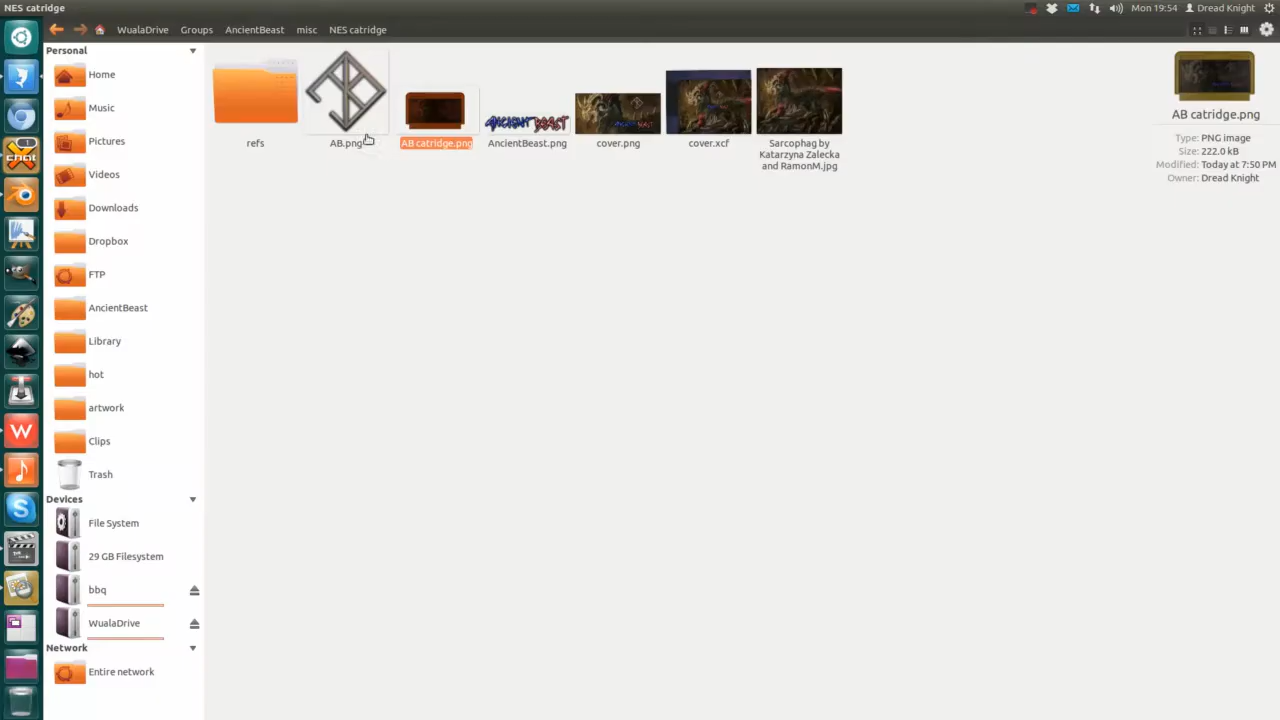 NES catridge
Mon 19:54
Dread Knight
WualaDrive
Groups
AncientBeast
misc
NES catridge
Personal
Home
Music
Pictures
Videos
Downloads
Dropbox
FTP
AncientBeast
Library
hot
artwork
Clips
Trash
Devices
File System
29 GB Filesystem
bbq
WualaDrive
Network
Entire network
refs
AB.png
AB catridge.png
ANCIENT BEAST
AncientBeast.png
cover.png
cover.xcf
Sarcophag by
Katarzyna Zalecka
and RamonM.jpg
AB catridge.png
Type: PNG image
Size: 222.0 kB
Modified: Today at 7:50 PM
Owner: Dread Knight
chat
1
W
S